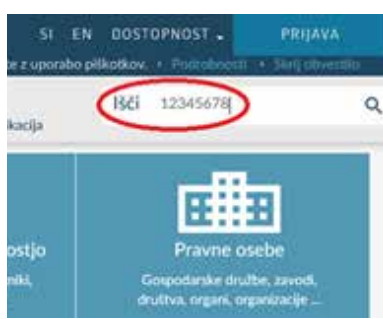 SI EN DOSTOPNOST PRIJAVA
te z uporabo piškotkov. • Podrobnosti • Skrij obvestilo
Išči 12345678
kacija
ostjo
niki,
Pravne osebe
Gospodarske družbe, zavodi,
društva, organi, organizacije ...